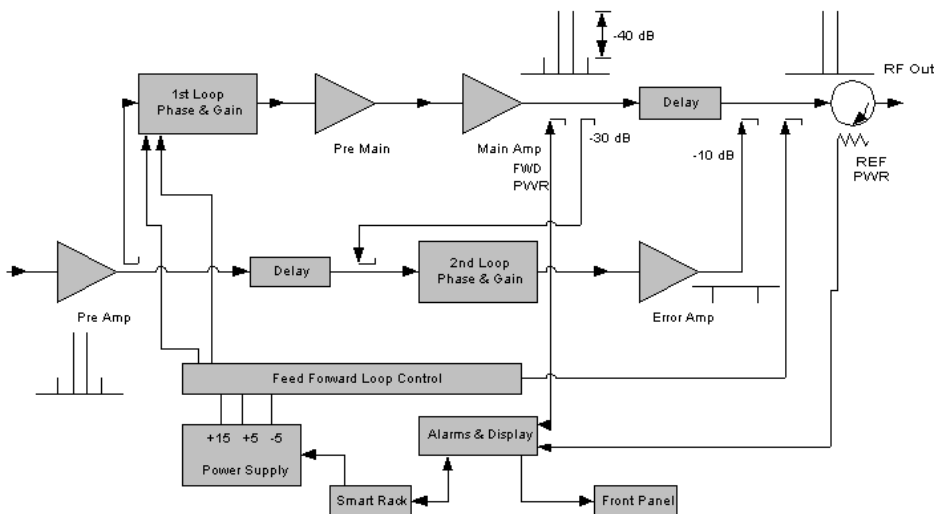 -40 dB
RF Out
1st Loop
Phase & Gain
Delay
Pre Main
Main Amp
FWD
PWR
-30 dB
-10 dB
REF
PWR
Delay
2nd Loop
Phase & Gain
Pre Amp
Error Amp
Feed Forward Loop Control
+15 +5 -5
Power Supply
Alarms & Display
Smart Rack
Front Panel